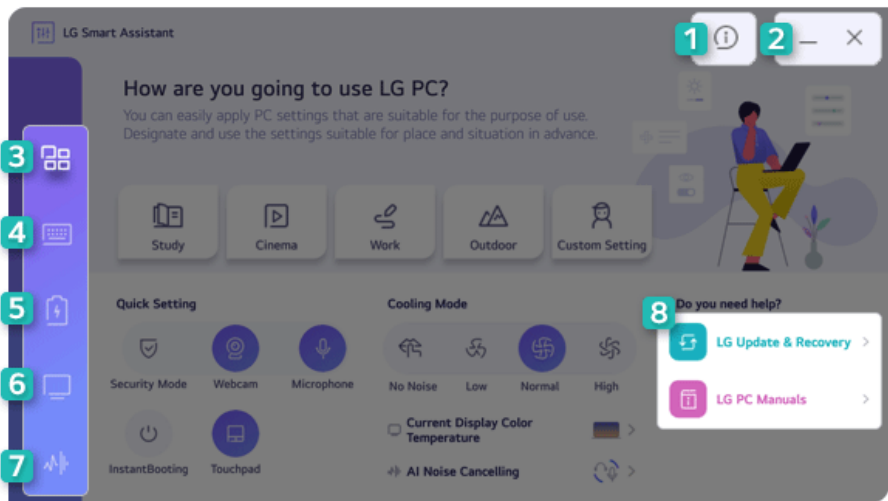 LG Smart Assistant
1
2
How are you going to use LG PC?
You can easily apply PC settings that are suitable for the purpose of use.
Designate and use the settings suitable for place and situation in advance.
3
4
5
6
7
Study
Cinema
Work
Outdoor
Custom Setting
Quick Setting
Security Mode
Webcam
Microphone
InstantBooting
Touchpad
Cooling Mode
No Noise
Low
Normal
High
Current Display Color
Temperature
AI Noise Cancelling
Do you need help?
8
LG Update & Recovery
LG PC Manuals